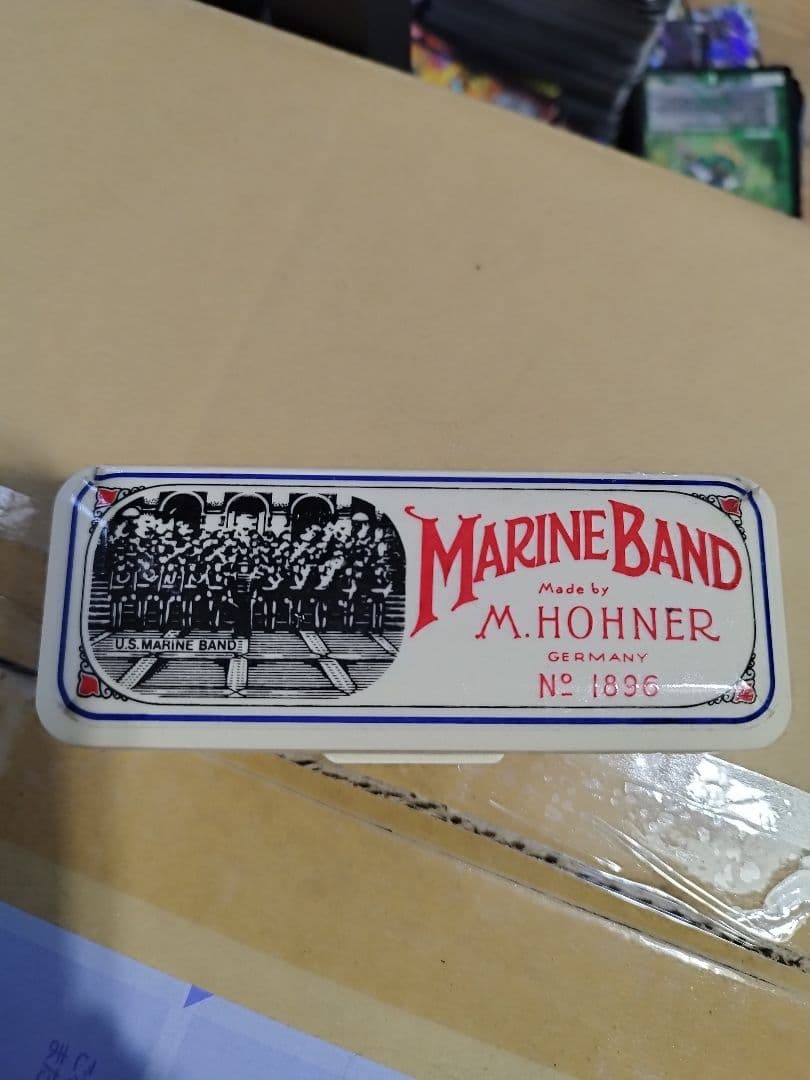 MARINE BAND
Made by
M. HOHNER
GERMANY
Nº 1896
U.S. MARINE BAND